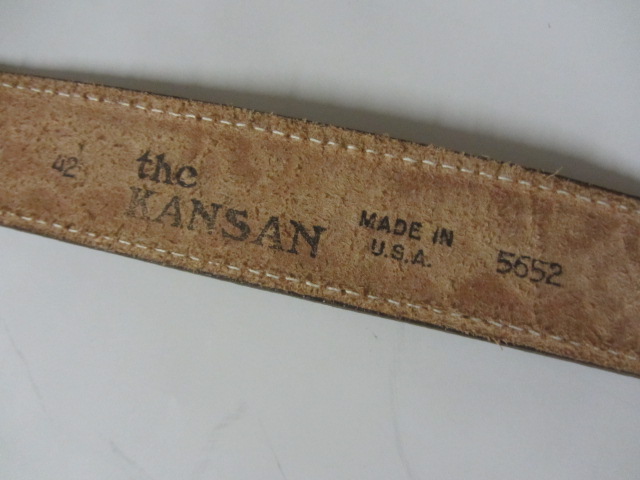 42
the
KANSAN
MADE IN
U.S.A.
5652